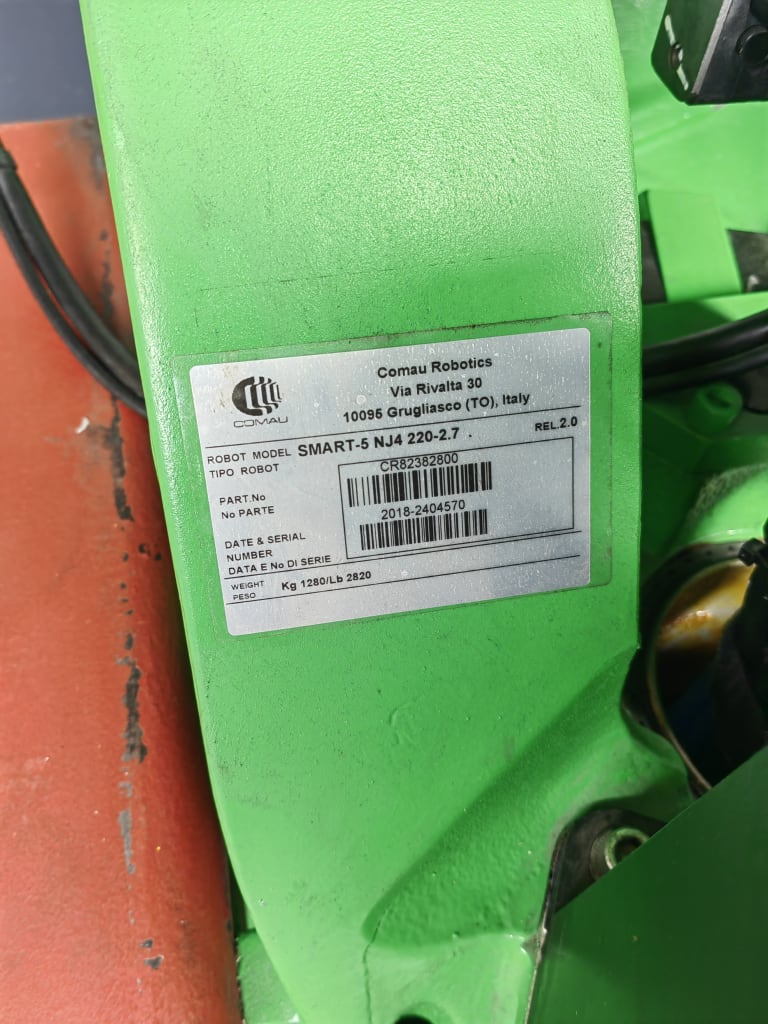 COMAU
Comau Robotics
Via Rivalta 30
10095 Grugliasco (TO), Italy
REL.2.0
ROBOT MODEL SMART-5 NJ4 220-2.7
TIPO ROBOT
PART.No CR82382800
No PARTE
DATE & SERIAL 2018-2404570
NUMBER
DATA E No DI SERIE
WEIGHT Kg 1280/Lb 2820
PESO